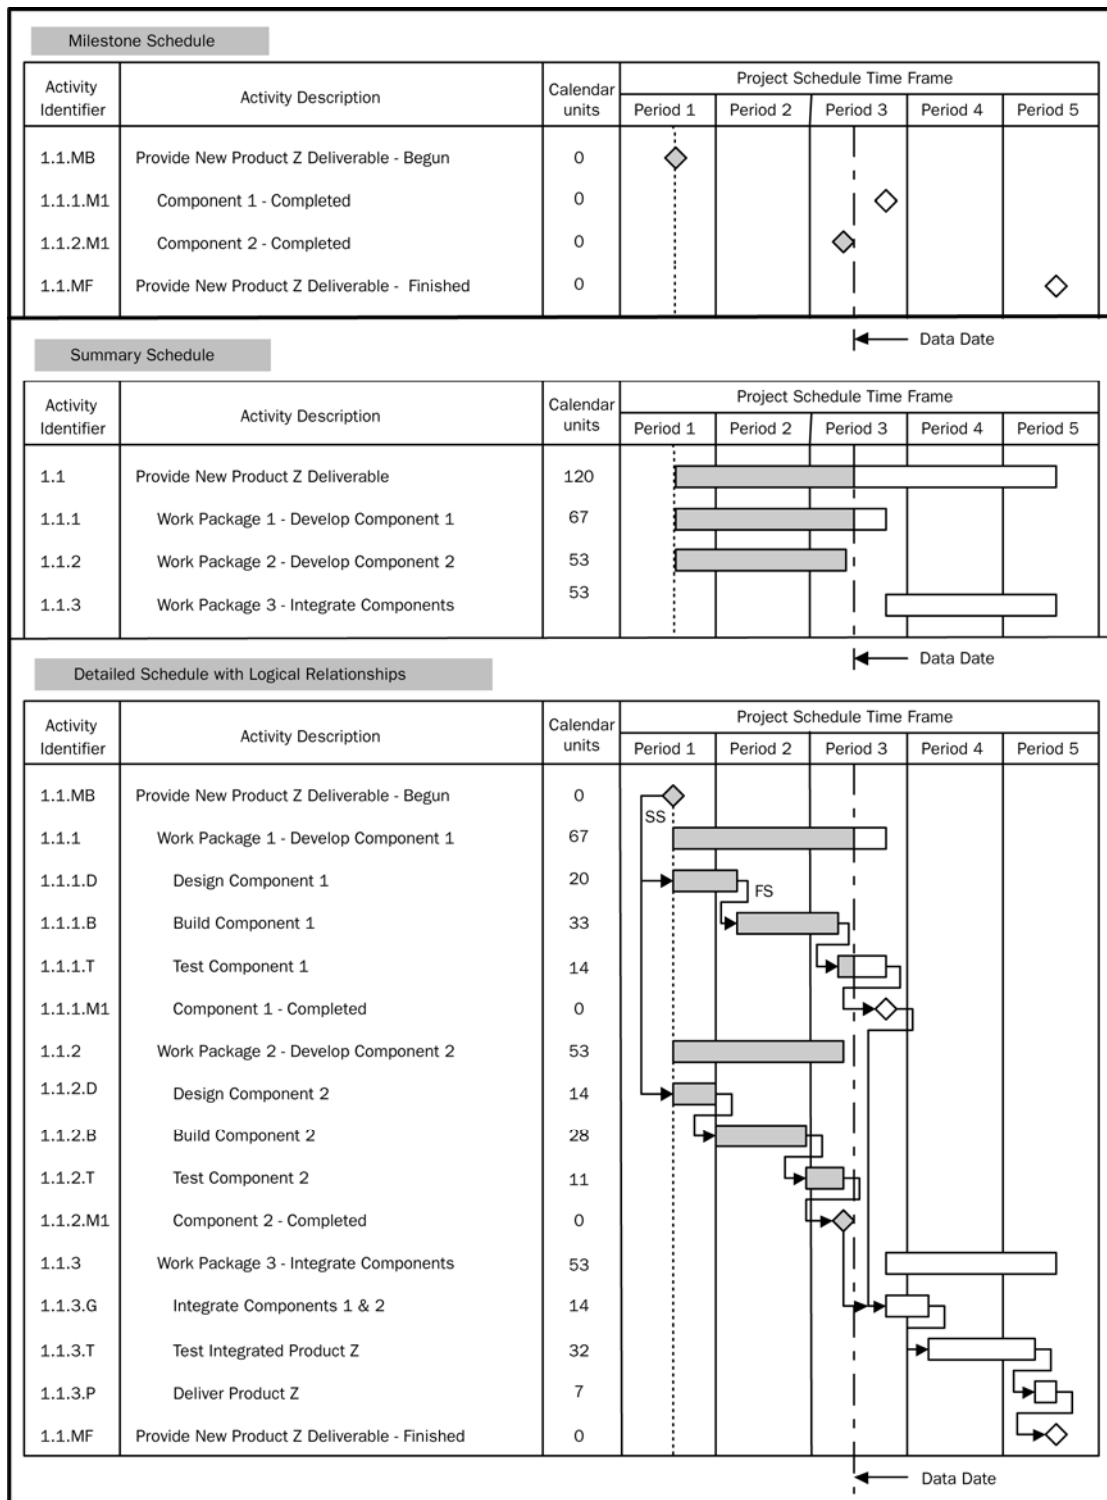 Milestone Schedule
Activity Identifier | Activity Description | Calendar units | Project Schedule Time Frame
Period 1 | Period 2 | Period 3 | Period 4 | Period 5
1.1.MB Provide New Product Z Deliverable - Begun 0
1.1.1.M1 Component 1 - Completed 0
1.1.2.M1 Component 2 - Completed 0
1.1.MF Provide New Product Z Deliverable - Finished 0
Data Date
Summary Schedule
Activity Identifier | Activity Description | Calendar units | Project Schedule Time Frame
Period 1 | Period 2 | Period 3 | Period 4 | Period 5
1.1 Provide New Product Z Deliverable 120
1.1.1 Work Package 1 - Develop Component 1 67
1.1.2 Work Package 2 - Develop Component 2 53
1.1.3 Work Package 3 - Integrate Components 53
Data Date
Detailed Schedule with Logical Relationships
Activity Identifier | Activity Description | Calendar units | Project Schedule Time Frame
Period 1 | Period 2 | Period 3 | Period 4 | Period 5
1.1.MB Provide New Product Z Deliverable - Begun 0
SS
1.1.1 Work Package 1 - Develop Component 1 67
1.1.1.D Design Component 1 20
FS
1.1.1.B Build Component 1 33
1.1.1.T Test Component 1 14
1.1.1.M1 Component 1 - Completed 0
1.1.2 Work Package 2 - Develop Component 2 53
1.1.2.D Design Component 2 14
1.1.2.B Build Component 2 28
1.1.2.T Test Component 2 11
1.1.2.M1 Component 2 - Completed 0
1.1.3 Work Package 3 - Integrate Components 53
1.1.3.G Integrate Components 1 & 2 14
1.1.3.T Test Integrated Product Z 32
1.1.3.P Deliver Product Z 7
1.1.MF Provide New Product Z Deliverable - Finished 0
Data Date